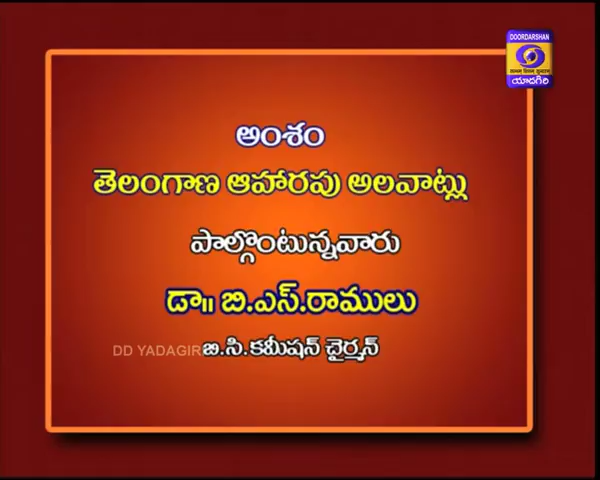 DOORDARSHAN
యాదగిరి
అంశం
తెలంగాణ ఆహారపు అలవాట్లు
పాల్గొంటున్నవారు
డా॥ బి.ఎస్.రాములు
DD YADAGIRI
బి.సి.కమీషన్ చైర్మన్